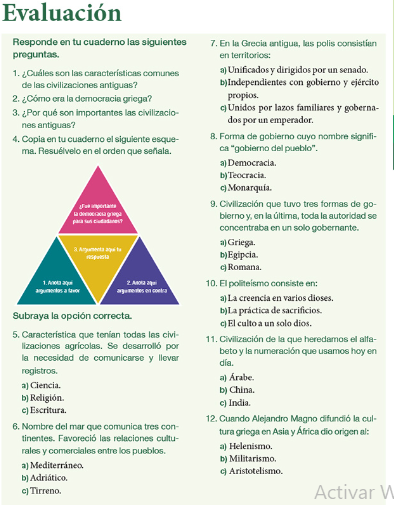 Evaluación
Responde en tu cuaderno las siguientes
preguntas.
1. ¿Cuáles son las características comunes
de las civilizaciones antiguas?
2. ¿Cómo era la democracia griega?
3. ¿Por qué son importantes las civilizacio-
nes antiguas?
4. Copia en tu cuaderno el siguiente esque-
ma. Resuélvelo en el orden que señala.
¿Fue importante
la democracia griega
para sus ciudadanos?
3. Argumenta aquí tu
respuesta
1. Anota aquí
argumentos a favor
2. Anota aquí
argumentos en contra
Subraya la opción correcta.
5. Característica que tenían todas las civi-
lizaciones agrícolas. Se desarrolló por
la necesidad de comunicarse y llevar
registros.
a) Ciencia.
b) Religión.
c) Escritura.
6. Nombre del mar que comunica tres con-
tinentes. Favoreció las relaciones cultu-
rales y comerciales entre los pueblos.
a) Mediterráneo.
b) Adriático.
c) Tirreno.
7. En la Grecia antigua, las polis consistían
en territorios:
a) Unificados y dirigidos por un senado.
b) Independientes con gobierno y ejército
propios.
c) Unidos por lazos familiares y goberna-
dos por un emperador.
8. Forma de gobierno cuyo nombre signifi-
ca "gobierno del pueblo".
a) Democracia.
b) Teocracia.
c) Monarquía.
9. Civilización que tuvo tres formas de go-
bierno y, en la última, toda la autoridad se
concentraba en un solo gobernante.
a) Griega.
b) Egipcia.
c) Romana.
10. El politeísmo consiste en:
a) La creencia en varios dioses.
b) La práctica de sacrificios.
c) El culto a un solo dios.
11. Civilización de la que heredamos el alfa-
beto y la numeración que usamos hoy en
día.
a) Árabe.
b) China.
c) India.
12. Cuando Alejandro Magno difundió la cul-
tura griega en Asia y África dio origen al:
a) Helenismo.
b) Militarismo.
c) Aristotelismo.
Activar W